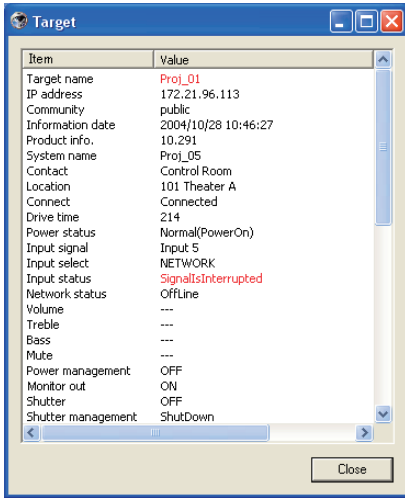 Target
Item Value
Target name Proj_01
IP address 172.21.96.113
Community public
Information date 2004/10/28 10:46:27
Product info. 10.291
System name Proj_05
Contact Control Room
Location 101 Theater A
Connect Connected
Drive time 214
Power status Normal(PowerOn)
Input signal Input 5
Input select NETWORK
Input status SignalIsInterrupted
Network status OffLine
Volume ---
Treble ---
Bass ---
Mute ---
Power management OFF
Monitor out ON
Shutter OFF
Shutter management ShutDown
Close